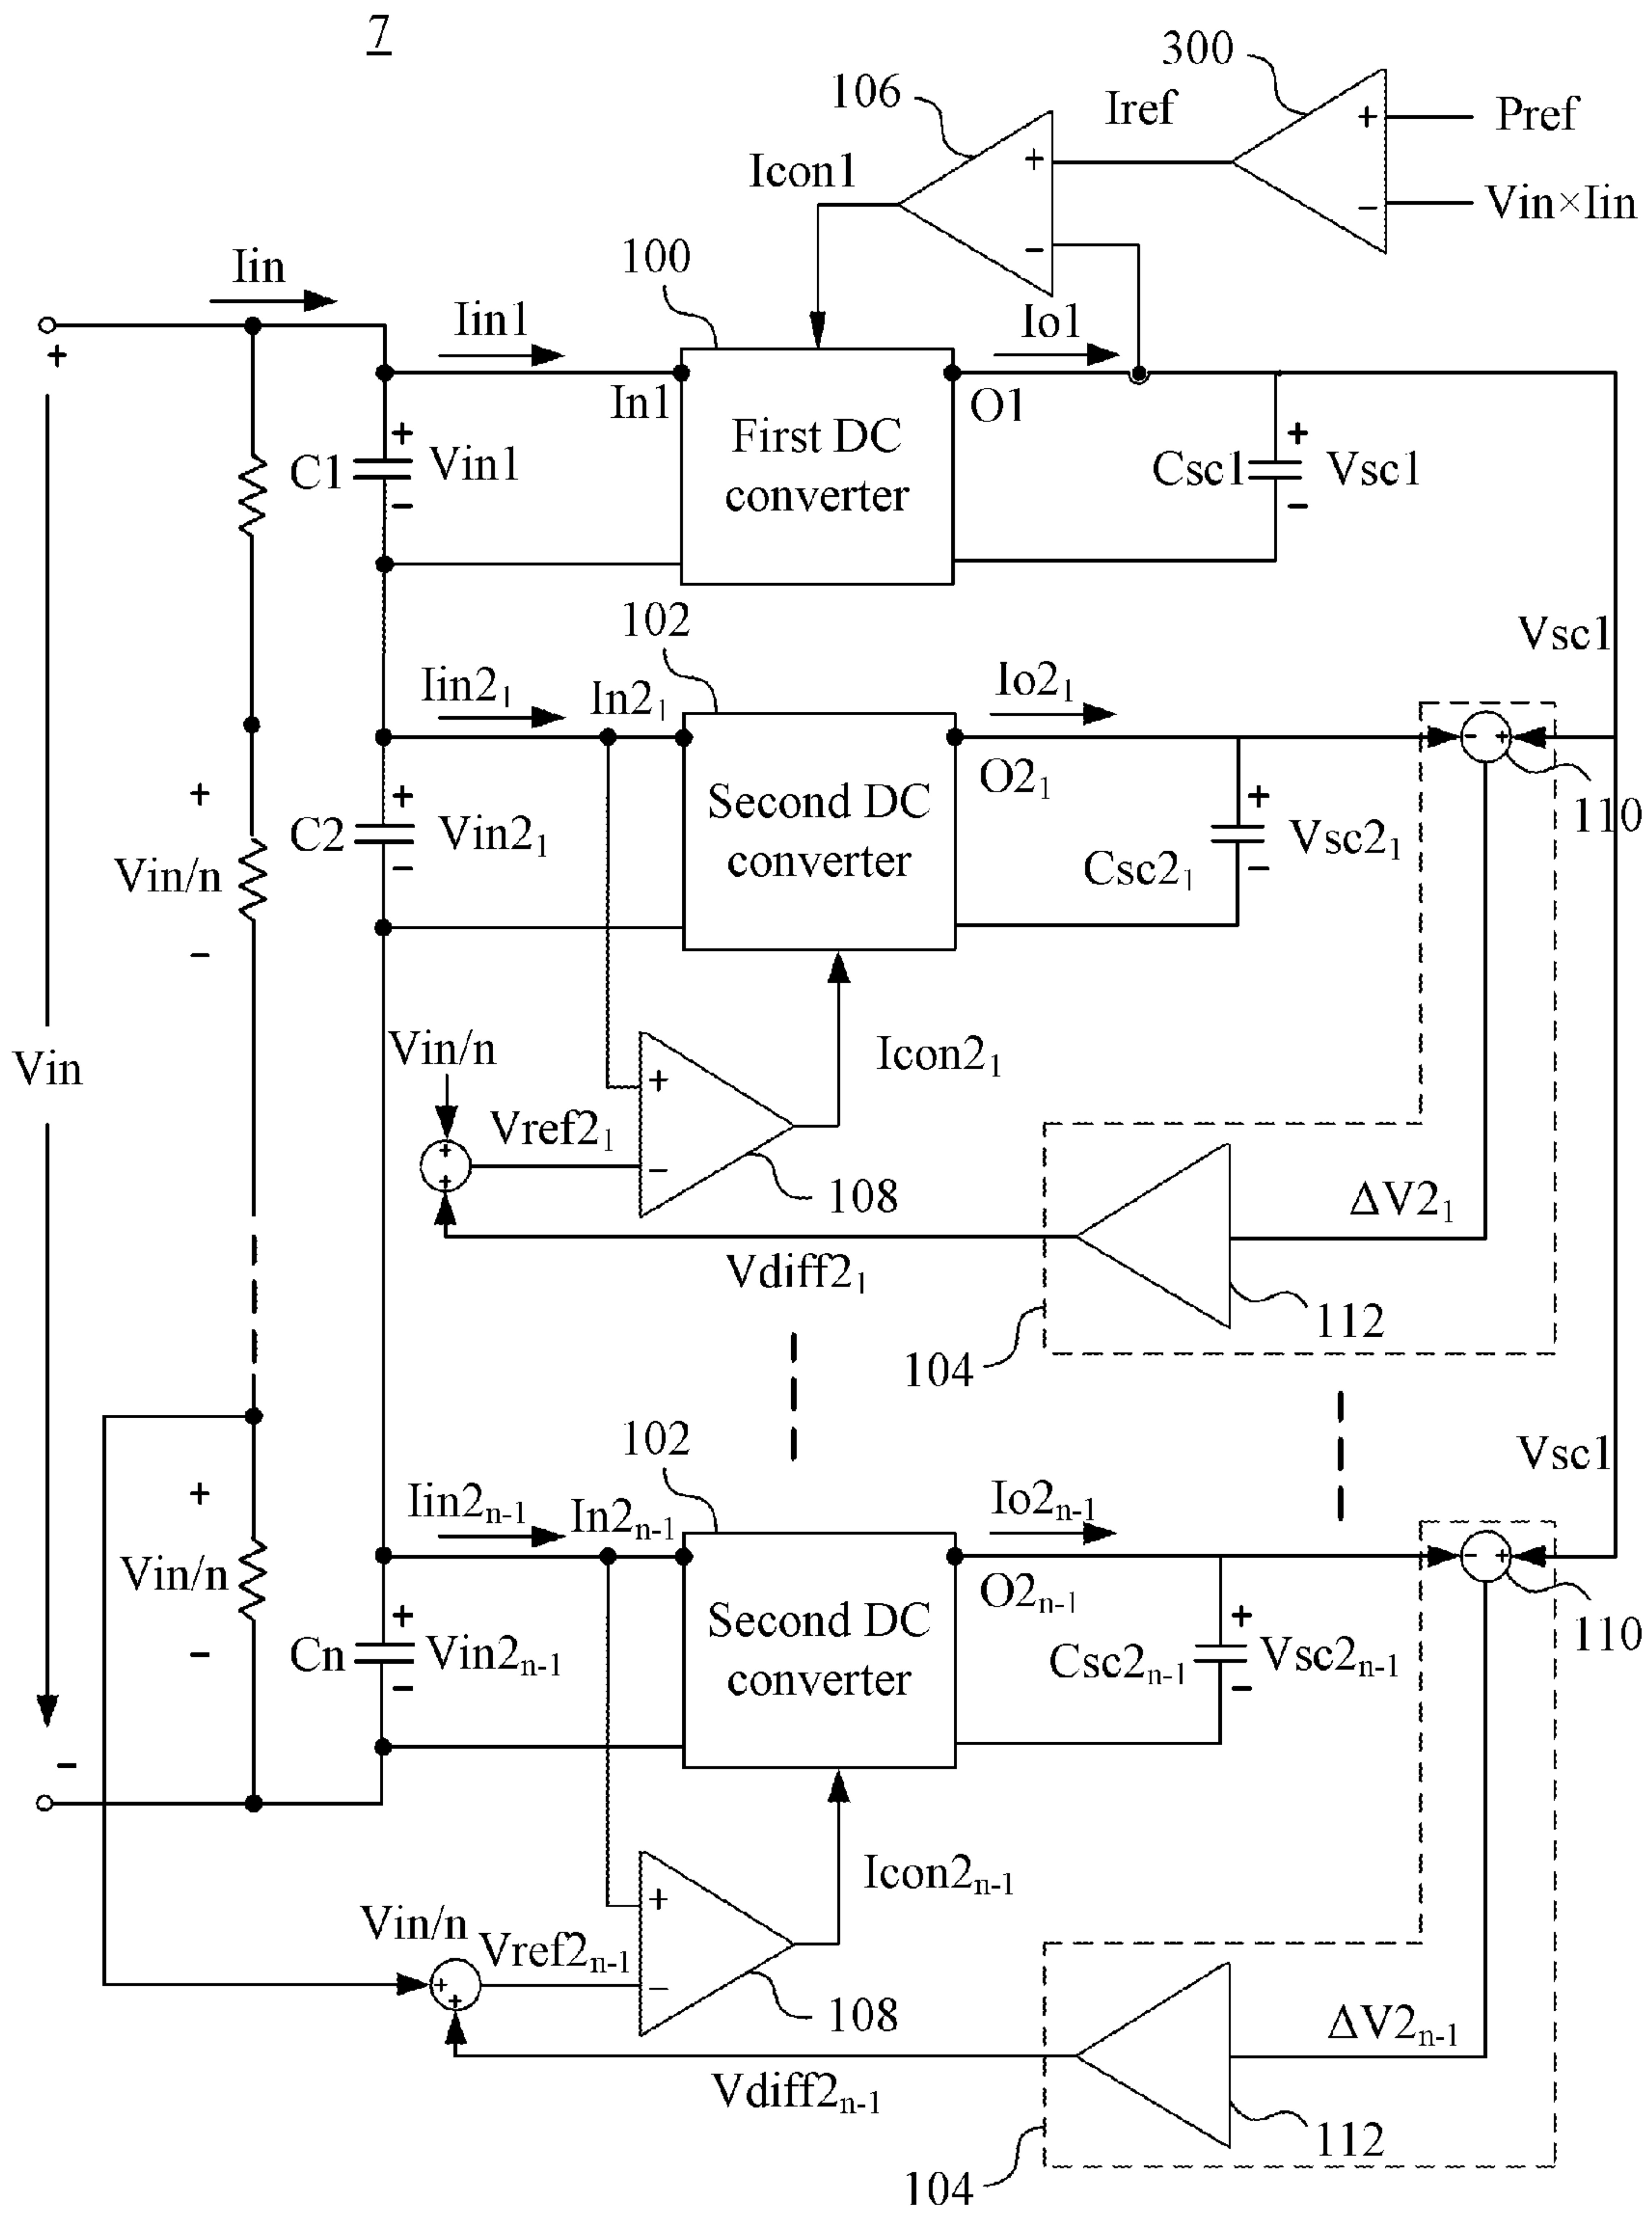 7
300
106
Iref
+
Pref
Icon1
+
−
Vin×Iin
−
100
Iin
Iin1
Io1
+
In1
O1
First DC
converter
C1
+
Vin1
−
Csc1
+
Vsc1
−
102
Vsc1
Iin2₁
In2₁
Io2₁
−
+
O2₁
110
Second DC
converter
+
Vin/n
−
C2
+
Vin2₁
−
Csc2₁
+
Vsc2₁
−
Vin
Vin/n
Icon2₁
+
+
+
−
Vref2₁
108
ΔV2₁
Vdiff2₁
112
104
102
Vsc1
Iin2ₙ₋₁
In2ₙ₋₁
Io2ₙ₋₁
−
+
O2ₙ₋₁
110
Second DC
converter
+
Vin/n
−
Cn
+
Vin2ₙ₋₁
−
Csc2ₙ₋₁
+
Vsc2ₙ₋₁
−
−
Icon2ₙ₋₁
Vin/n
Vref2ₙ₋₁
+
+
+
−
108
ΔV2ₙ₋₁
Vdiff2ₙ₋₁
112
104